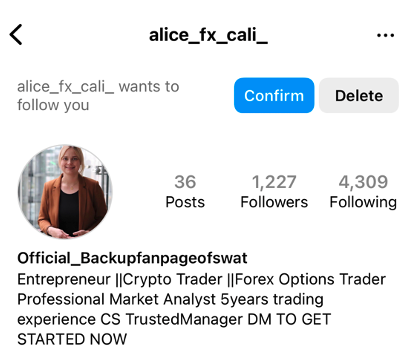 alice_fx_cali_
alice_fx_cali_ wants to
follow you
Confirm
Delete
36
Posts
1,227
Followers
4,309
Following
Official_Backupfanpageofswat
Entrepreneur ||Crypto Trader ||Forex Options Trader
Professional Market Analyst 5years trading
experience CS TrustedManager DM TO GET
STARTED NOW